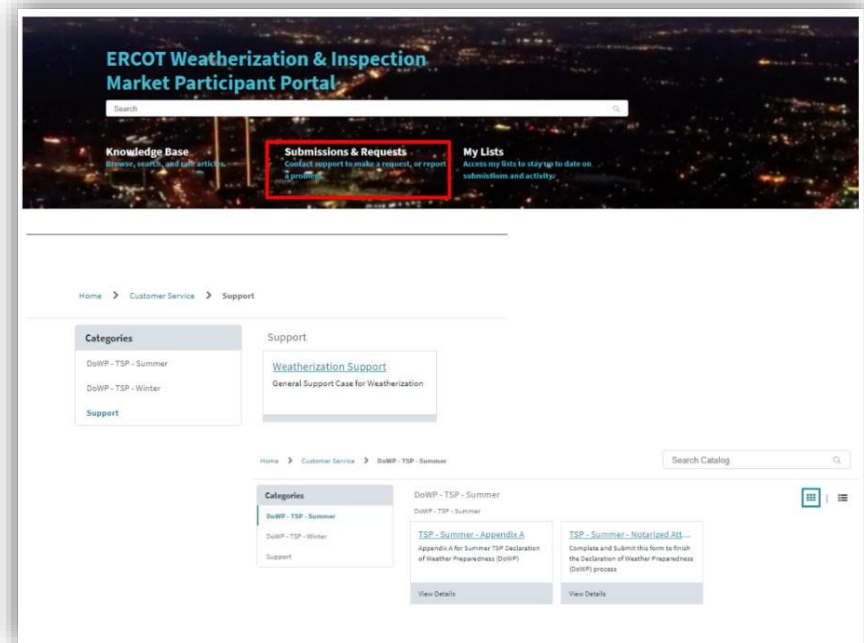 ERCOT Weatherization & Inspection
Market Participant Portal
Search
Knowledge Base
Browse, search, and rate articles.
Submissions & Requests
Contact support to make a request, or report
a problem.
My Lists
Access my lists to stay up to date on
submissions and activity.
Home > Customer Service > Support
Categories
DoWP - TSP - Summer
DoWP - TSP - Winter
Support
Support
Weatherization Support
General Support Case for Weatherization
Home > Customer Service > DoWP - TSP - Summer
Search Catalog
Categories
DoWP - TSP - Summer
DoWP - TSP - Winter
Support
DoWP - TSP - Summer
DoWP - TSP - Summer
TSP - Summer - Appendix A
Appendix A for Summer TSP Declaration
of Weather Preparedness (DoWP)
View Details
TSP - Summer - Notarized Att...
Complete and Submit this form to finish
the Declaration of Weather Preparedness
(DoWP) process
View Details